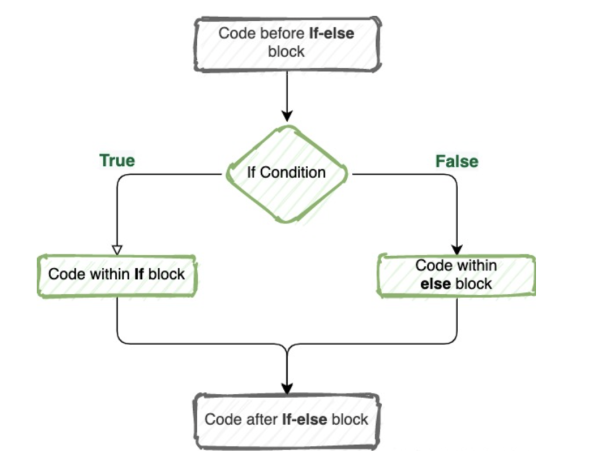 Code before If-else
block
If Condition
True
False
Code within If block
Code within
else block
Code after If-else block